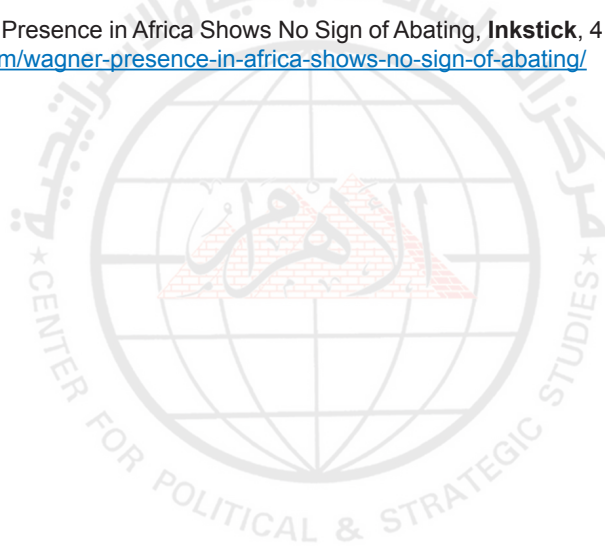 Presence in Africa Shows No Sign of Abating, Inkstick, 4
m/wagner-presence-in-africa-shows-no-sign-of-abating/
الأهرام
★ CENTER FOR POLITICAL & STRATEGIC STUDIES ★